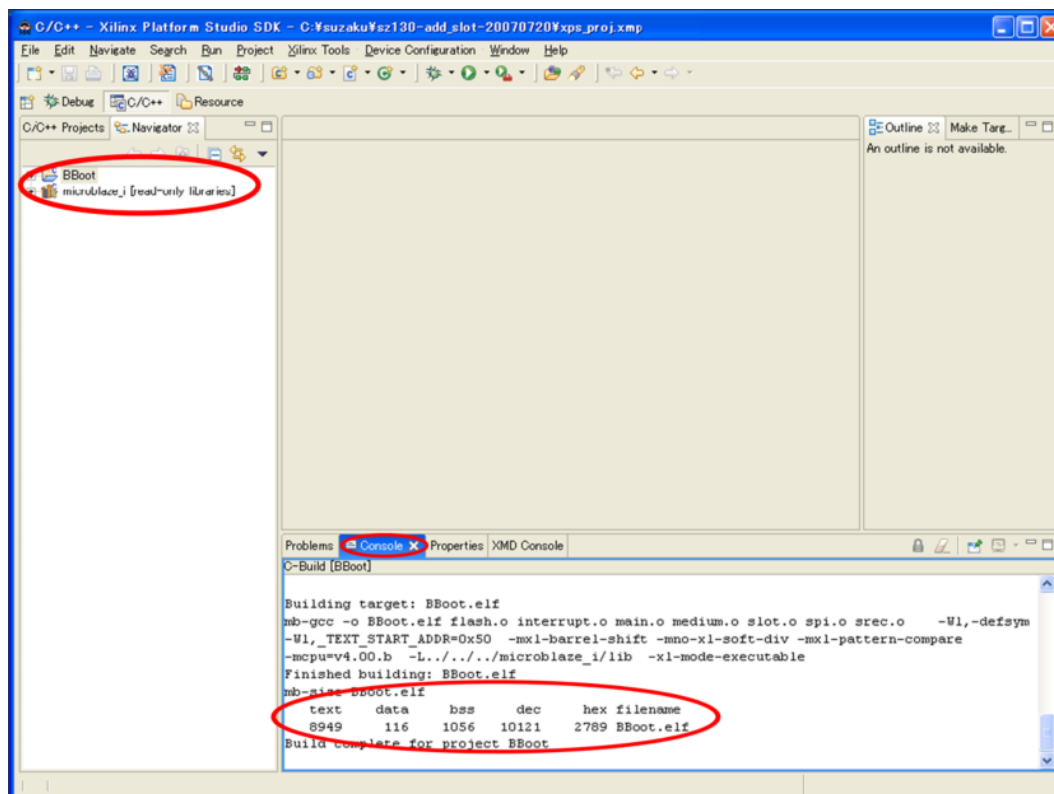 C/C++ - Xilinx Platform Studio SDK - C:¥suzaku¥sz130-add_slot-20070720¥xps_proj.xmp
File Edit Navigate Search Run Project Xilinx Tools Device Configuration Window Help
Debug C/C++ Resource
C/C++ Projects Navigator
Outline Make Targ...
An outline is not available.
BBoot
microblaze_i [read-only libraries]
Problems Console Properties XMD Console
C-Build [BBoot]
Building target: BBoot.elf
mb-gcc -o BBoot.elf flash.o interrupt.o main.o medium.o slot.o spi.o srec.o -Wl,-defsym
-Wl,_TEXT_START_ADDR=0x50 -mxl-barrel-shift -mno-xl-soft-div -mxl-pattern-compare
-mcpu=v4.00.b -L../../../microblaze_i/lib -xl-mode-executable
Finished building: BBoot.elf
mb-size BBoot.elf
text data bss dec hex filename
8949 116 1056 10121 2789 BBoot.elf
Build complete for project BBoot